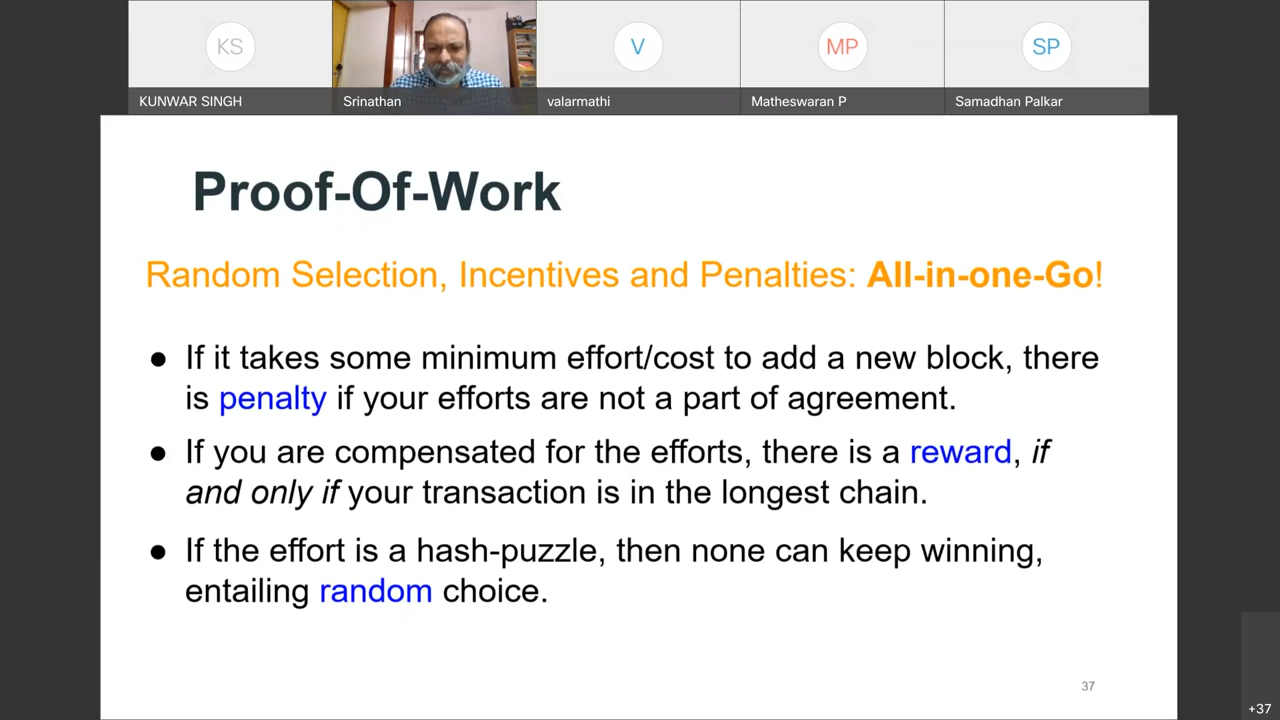 KS
V
MP
SP
KUNWAR SINGH
Srinathan
valarmathi
Matheswaran P
Samadhan Palkar
Proof-Of-Work
Random Selection, Incentives and Penalties: All-in-one-Go!
● If it takes some minimum effort/cost to add a new block, there
is penalty if your efforts are not a part of agreement.
● If you are compensated for the efforts, there is a reward, if
and only if your transaction is in the longest chain.
● If the effort is a hash-puzzle, then none can keep winning,
entailing random choice.
37
+37